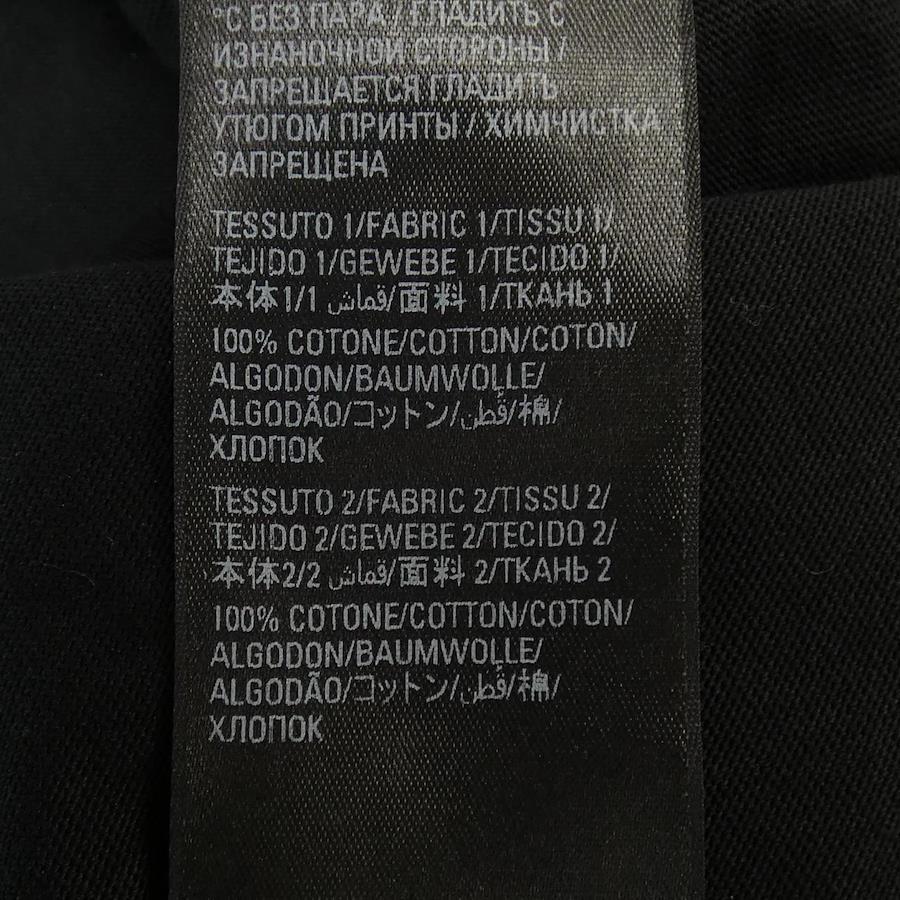 °C БЕЗ ПАРА / ГЛАДИТЬ С
ИЗНАНОЧНОЙ СТОРОНЫ /
ЗАПРЕЩАЕТСЯ ГЛАДИТЬ
УТЮГОМ ПРИНТЫ / ХИМЧИСТКА
ЗАПРЕЩЕНА
TESSUTO 1/FABRIC 1/TISSU 1/
TEJIDO 1/GEWEBE 1/TECIDO 1/
本体1/1 قماش/面料 1/ТКАНЬ 1
100% COTONE/COTTON/COTON/
ALGODON/BAUMWOLLE/
ALGODÃO/コットン/قُطن/棉/
ХЛОПОК
TESSUTO 2/FABRIC 2/TISSU 2/
TEJIDO 2/GEWEBE 2/TECIDO 2/
本体2/2 قماش/面料 2/ТКАНЬ 2
100% COTONE/COTTON/COTON/
ALGODON/BAUMWOLLE/
ALGODÃO/コットン/قُطن/棉/
ХЛОПОК